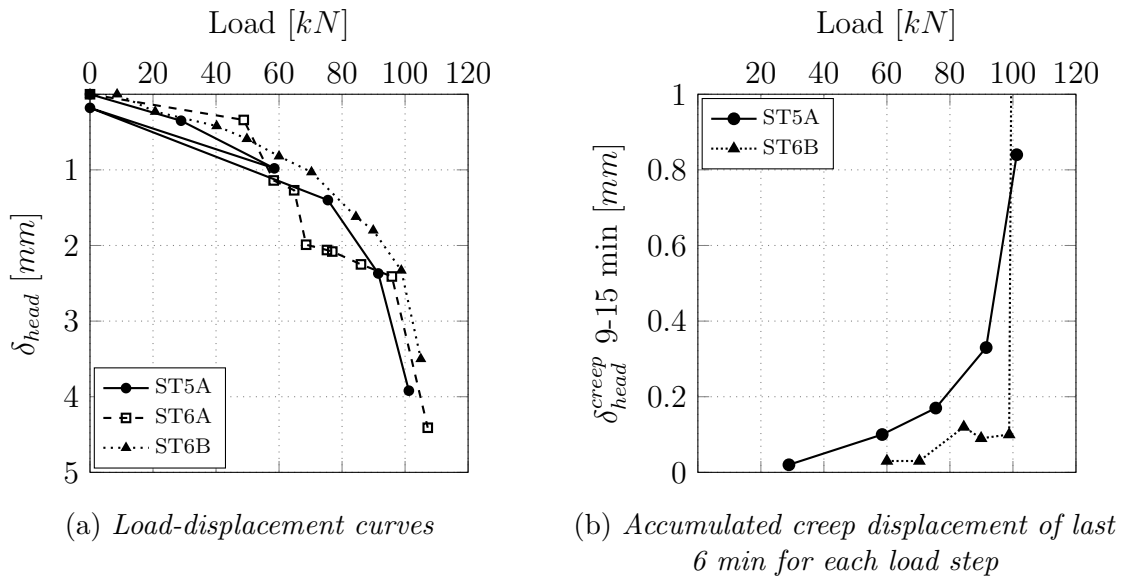 Load [kN]
0 20 40 60 80 100 120
1
2
3
4
5
δ_head [mm]
ST5A
ST6A
ST6B
(a) Load-displacement curves
Load [kN]
20 40 60 80 100 120
1
0.8
0.6
0.4
0.2
0
δ^creep_head 9-15 min [mm]
ST5A
ST6B
(b) Accumulated creep displacement of last
6 min for each load step